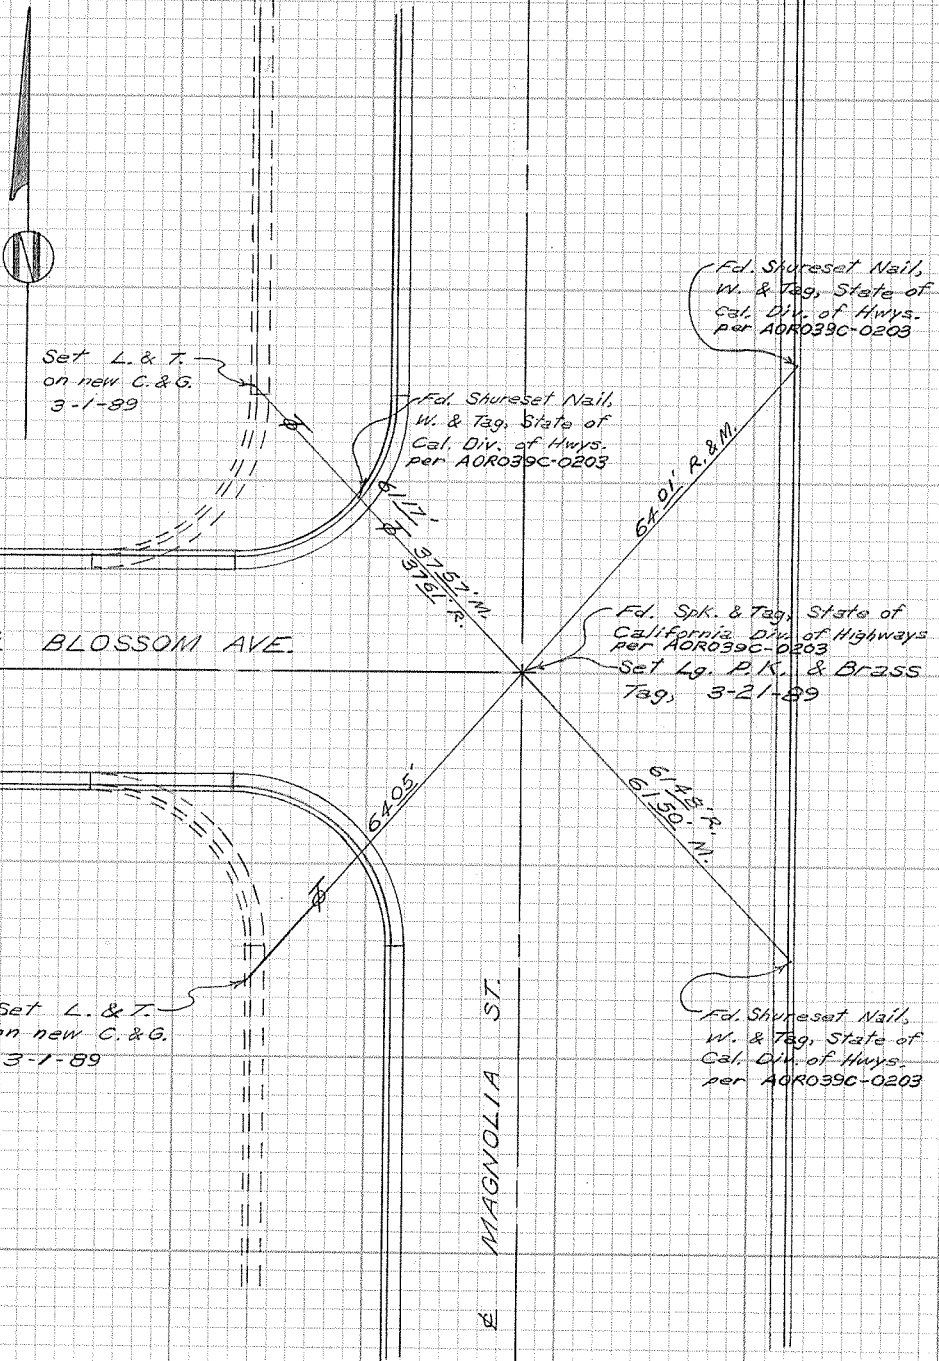 N
Fd. Shureset Nail,
W. & Tag, State of
Cal. Div. of Hwys.
per AOR039C-0203
Set L. & T.
on new C. & G.
3-1-89
Fd. Shureset Nail,
W. & Tag, State of
Cal. Div. of Hwys.
per AOR039C-0203
64.01' R. & M.
61.17'
37.57' M.
37.61' R.
Fd. Spk. & Tag, State of
California Div. of Highways
per AOR039C-0203
Set Lg. P.K. & Brass
Tag, 3-21-89
BLOSSOM AVE.
64.05'
61.48' R.
61.50' M.
Set L. & T.
on new C. & G.
3-1-89
Fd. Shureset Nail,
W. & Tag, State of
Cal. Div. of Hwys.
per AOR039C-0203
℄ MAGNOLIA ST.